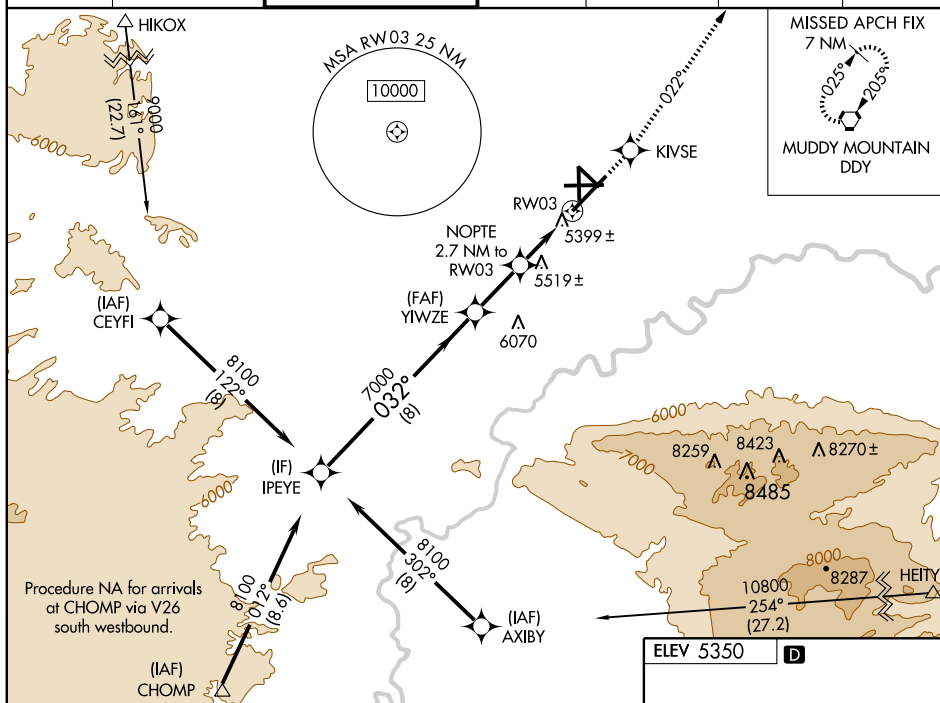 HIKOX
9000
161°
(22.7)
6000
MSA RW03 25 NM
10000
022°
MISSED APCH FIX
7 NM
025°
205°
MUDDY MOUNTAIN
DDY
KIVSE
RW03
5399 ±
NOPTE
2.7 NM to
RW03
5519 ±
(FAF)
YIWZE
6070
(IAF)
CEYFI
8100
122°
(8)
7000
032°
(8)
6000
7000
8259
8423
8270 ±
8485
(IF)
IPEYE
6000
8100
302°
(8)
8000
8287
HEITY
10800
254°
(27.2)
Procedure NA for arrivals
at CHOMP via V26
south westbound.
8100
012°
(8.6)
(IAF)
AXIBY
(IAF)
CHOMP
ELEV 5350
D